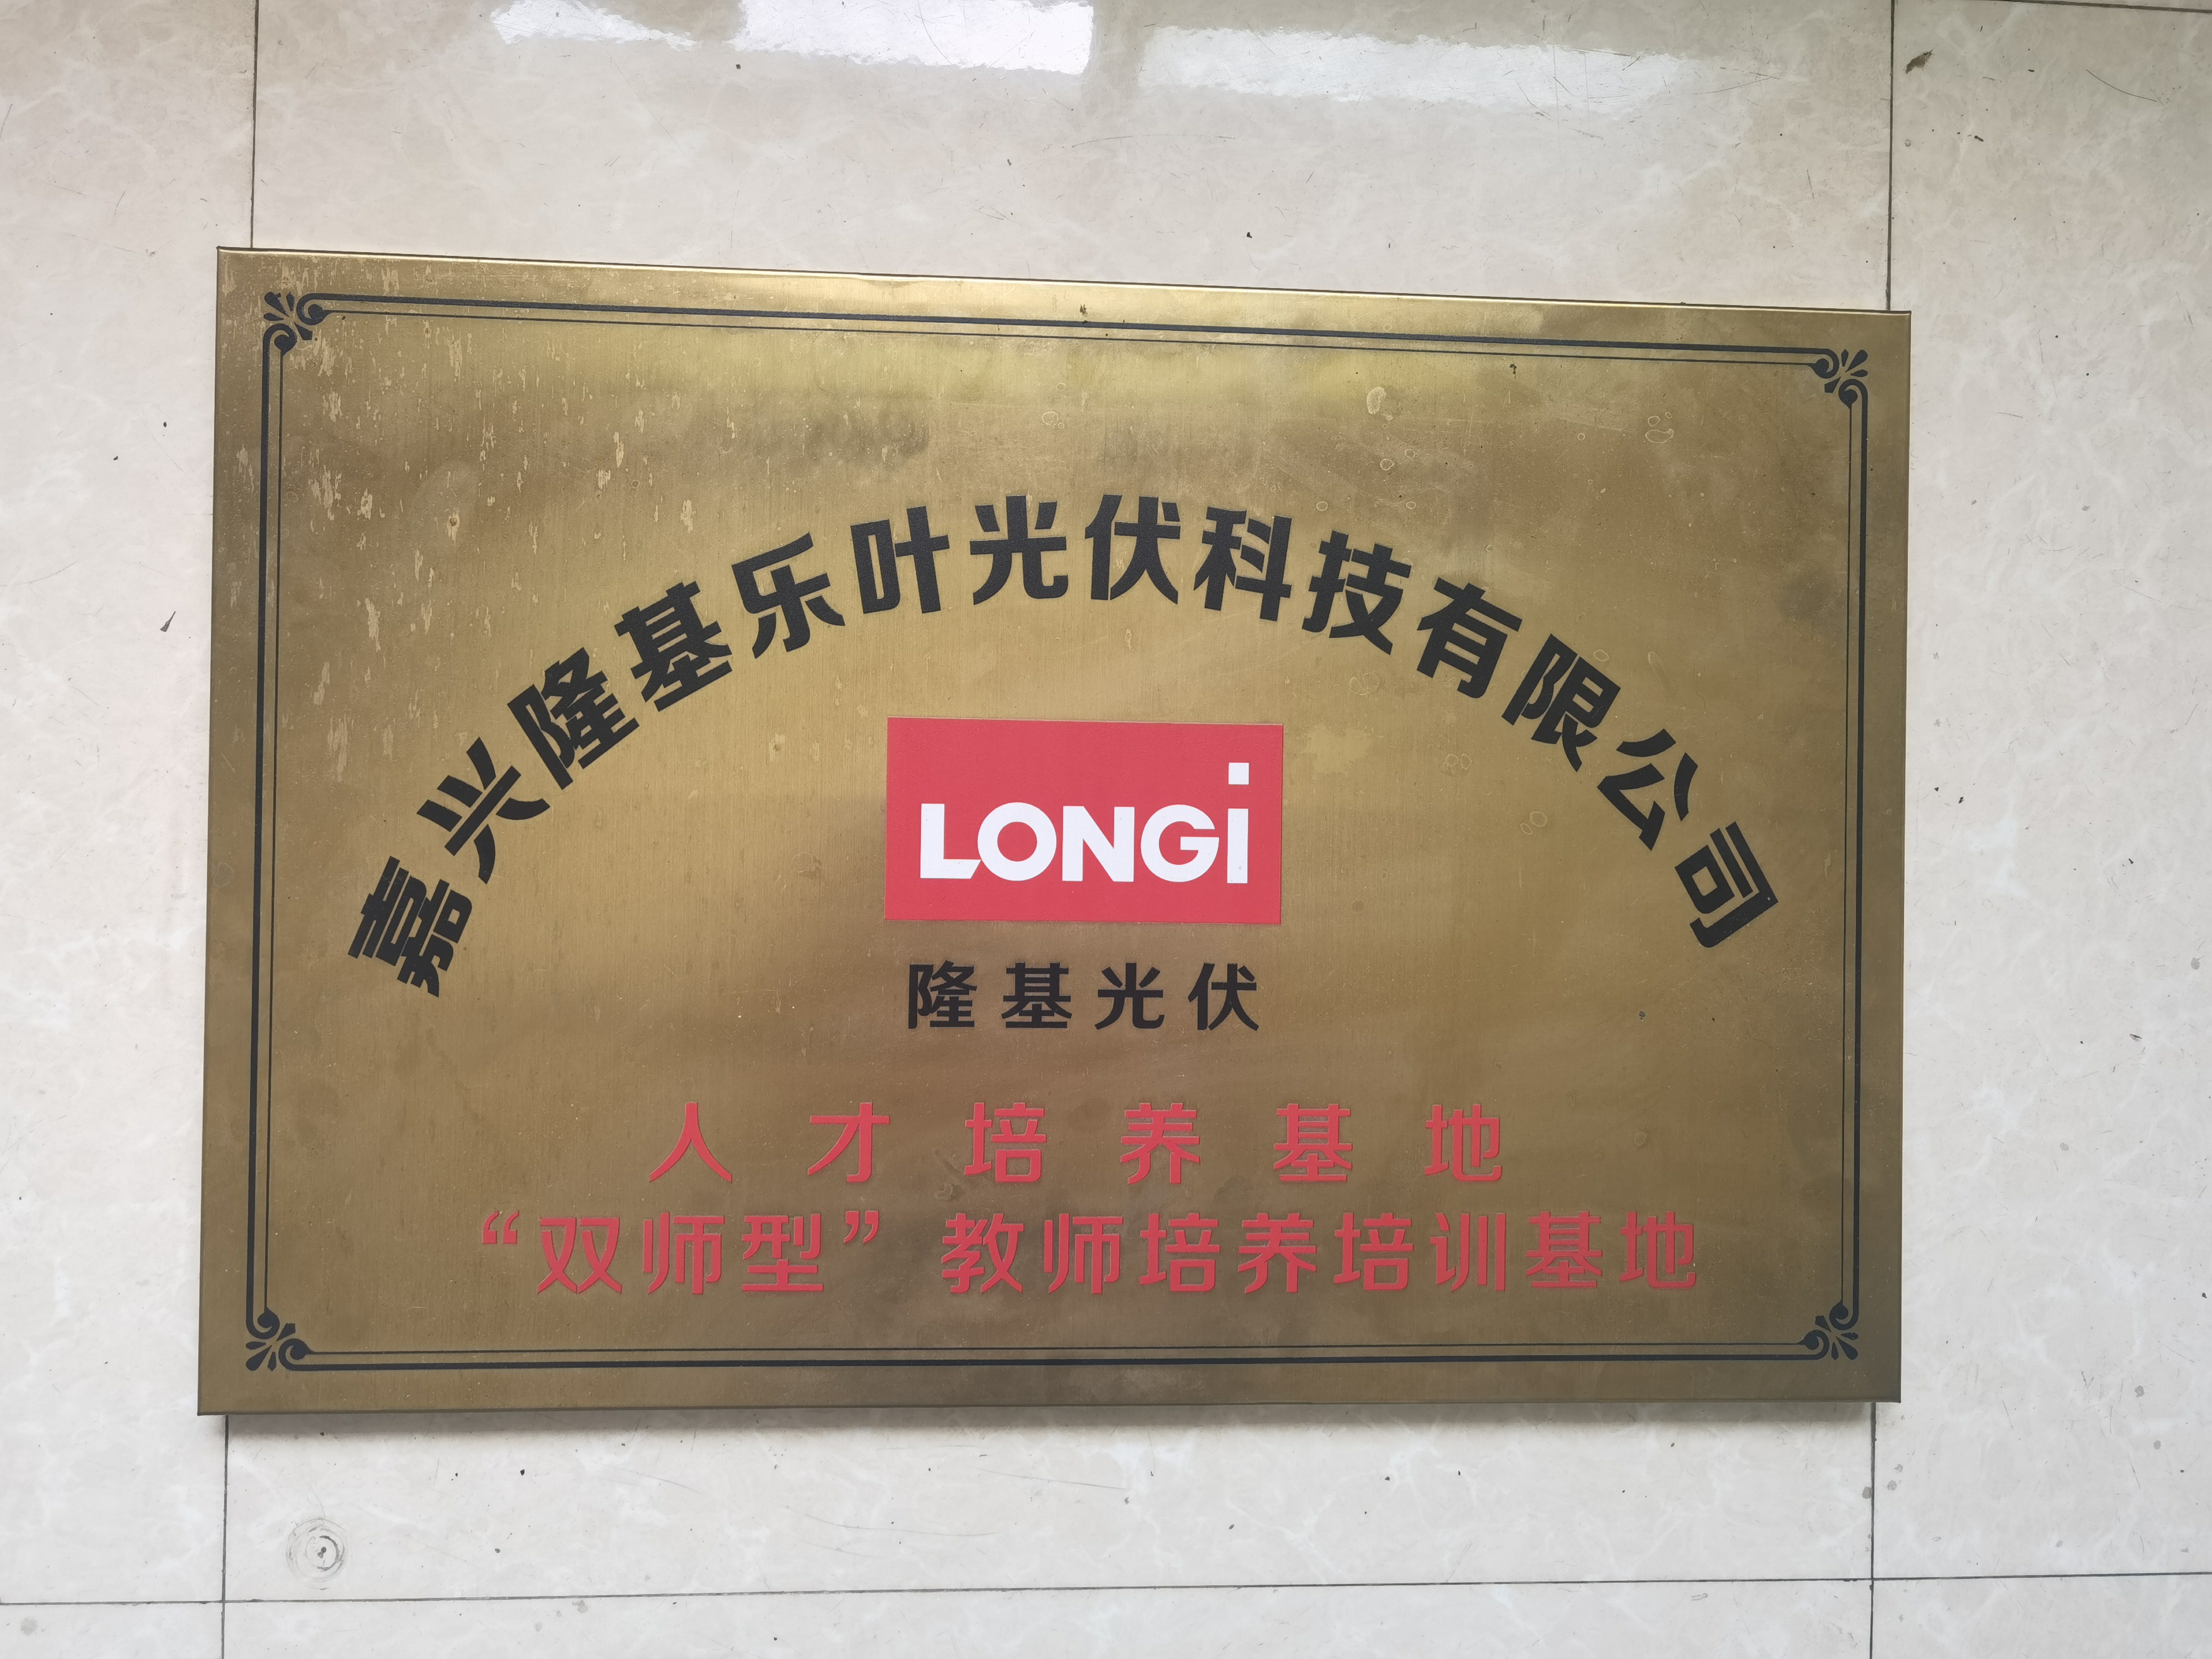 嘉兴隆基乐叶光伏科技有限公司
LONGi
隆基光伏
人才培养基地
“双师型”教师培养培训基地